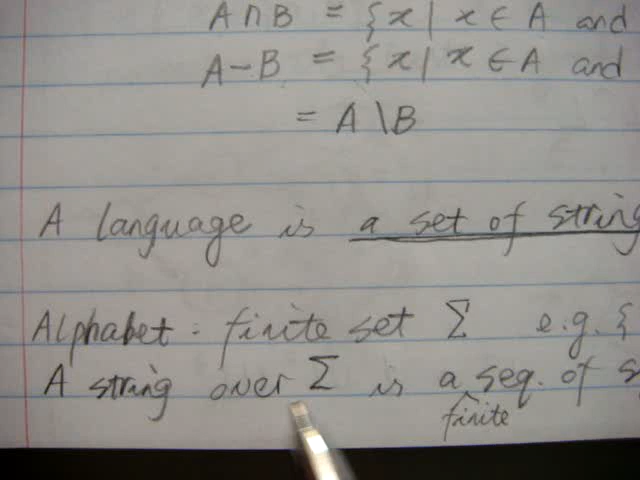 A ∩ B = {x | x ∈ A and
A − B = {x | x ∈ A and
= A \ B
A language is a set of string
Alphabet : finite set Σ e.g. {
A string over Σ is a seq. of
finite